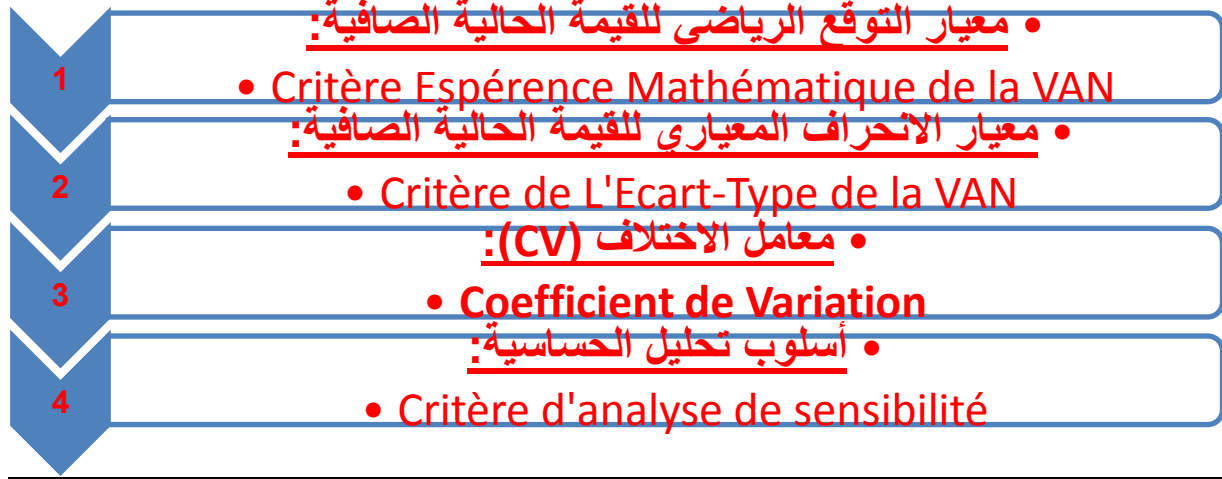 • معيار التوقع الرياضي للقيمة الحالية الصافية:
1
• Critère Espérence Mathématique de la VAN
• معيار الانحراف المعياري للقيمة الحالية الصافية:
2
• Critère de L'Ecart-Type de la VAN
• معامل الاختلاف (CV):
3
• Coefficient de Variation
• أسلوب تحليل الحساسية:
4
• Critère d'analyse de sensibilité